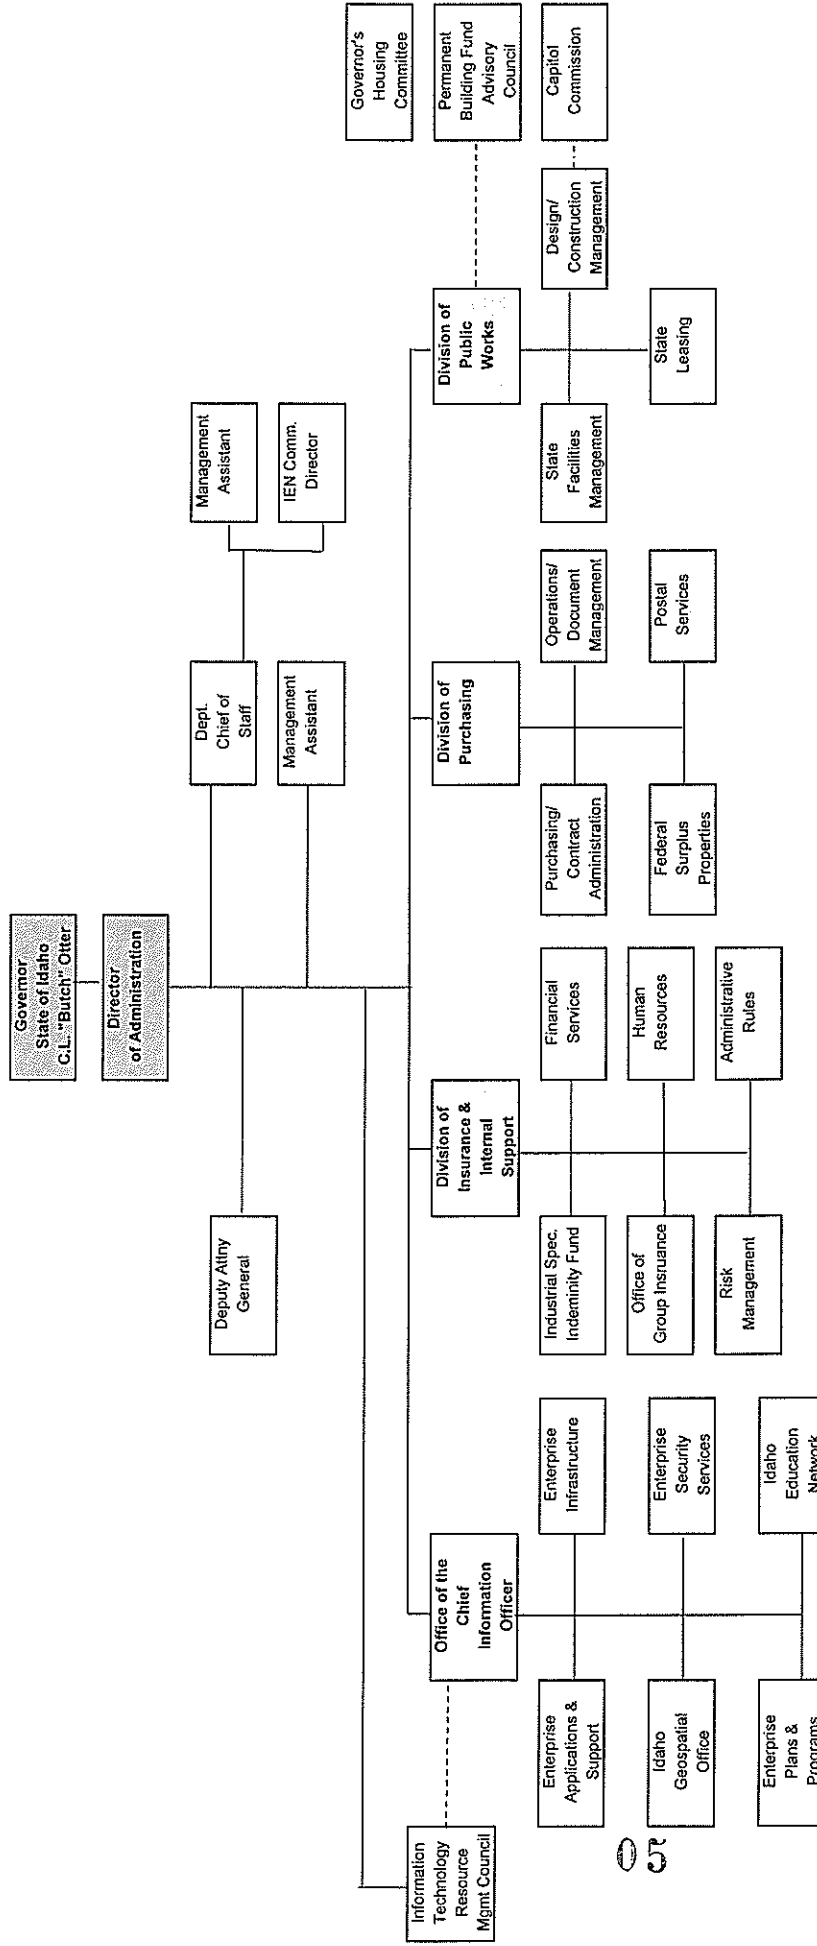 Governor
State of Idaho
C.L. "Butch" Otter
Director
of Administration
Deputy Attny
General
Dept.
Chief of
Staff
Management
Assistant
Management
Assistant
IEN Comm.
Director
Information
Technology
Resource
Mgmt Council
Office of the
Chief
Information
Officer
Enterprise
Applications &
Support
Enterprise
Infrastructure
Idaho
Geospatial
Office
Enterprise
Security
Services
Enterprise
Plans &
Programs
Idaho
Education
Network
Division of
Insurance &
Internal
Support
Industrial Spec.
Indeminity Fund
Financial
Services
Office of
Group Insruance
Human
Resources
Risk
Management
Administrative
Rules
Division of
Purchasing
Purchasing/
Contract
Administration
Operations/
Document
Management
Federal
Surplus
Properties
Postal
Services
Division of
Public
Works
State
Facilities
Management
Design/
Construction
Management
State
Leasing
Governor's
Housing
Committee
Permanent
Building Fund
Advisory
Council
Capitol
Commission
05